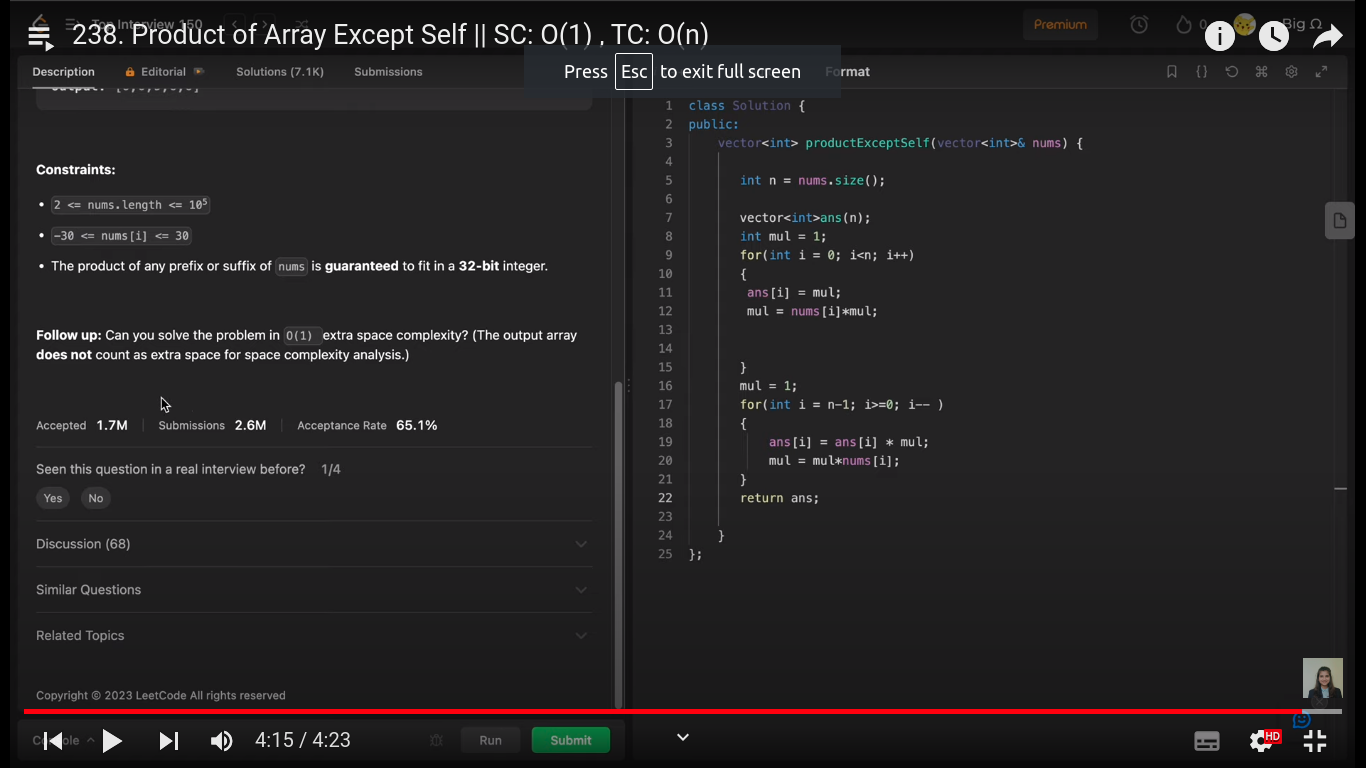 Top Interview 150
Premium
0
Big Ω
238. Product of Array Except Self || SC: O(1) , TC: O(n)
Press Esc to exit full screen
Description
Editorial
Solutions (7.1K)
Submissions
Format
Constraints:
• 2 <= nums.length <= 10⁵
• -30 <= nums[i] <= 30
• The product of any prefix or suffix of nums is guaranteed to fit in a 32-bit integer.
Follow up: Can you solve the problem in O(1) extra space complexity? (The output array
does not count as extra space for space complexity analysis.)
Accepted 1.7M
Submissions 2.6M
Acceptance Rate 65.1%
Seen this question in a real interview before? 1/4
Yes
No
Discussion (68)
Similar Questions
Related Topics
Copyright © 2023 LeetCode All rights reserved
1 class Solution {
2 public:
3 vector<int> productExceptSelf(vector<int>& nums) {
4
5 int n = nums.size();
6
7 vector<int>ans(n);
8 int mul = 1;
9 for(int i = 0; i<n; i++)
10 {
11 ans[i] = mul;
12 mul = nums[i]*mul;
13
14
15 }
16 mul = 1;
17 for(int i = n-1; i>=0; i-- )
18 {
19 ans[i] = ans[i] * mul;
20 mul = mul*nums[i];
21 }
22 return ans;
23
24 }
25 };
4:15 / 4:23
Run
Submit
HD